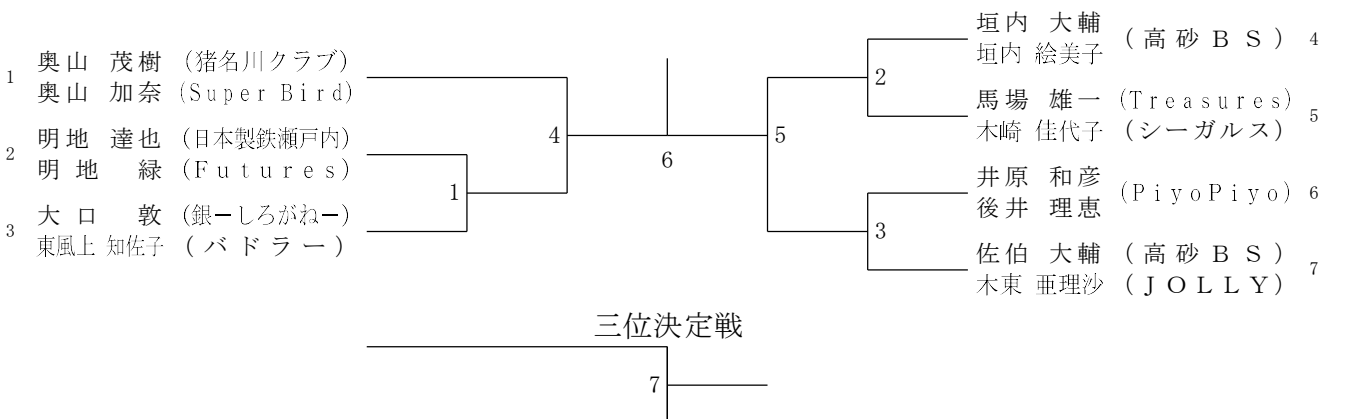 1 奥山 茂樹 (猪名川クラブ)
奥山 加奈 (Super Bird)
2 明地 達也 (日本製鉄瀬戸内)
明地 緑 (Futures)
3 大口 敦 (銀ーしろがねー)
東風上 知佐子 (バドラー)
4
1
6
5
2
3
垣内 大輔 (高砂BS) 4
垣内 絵美子
馬場 雄一 (Treasures) 5
木崎 佳代子 (シーガルス)
井原 和彦 (PiyoPiyo) 6
後井 理恵
佐伯 大輔 (高砂BS) 7
木東 亜理沙 (JOLLY)
三位決定戦
7